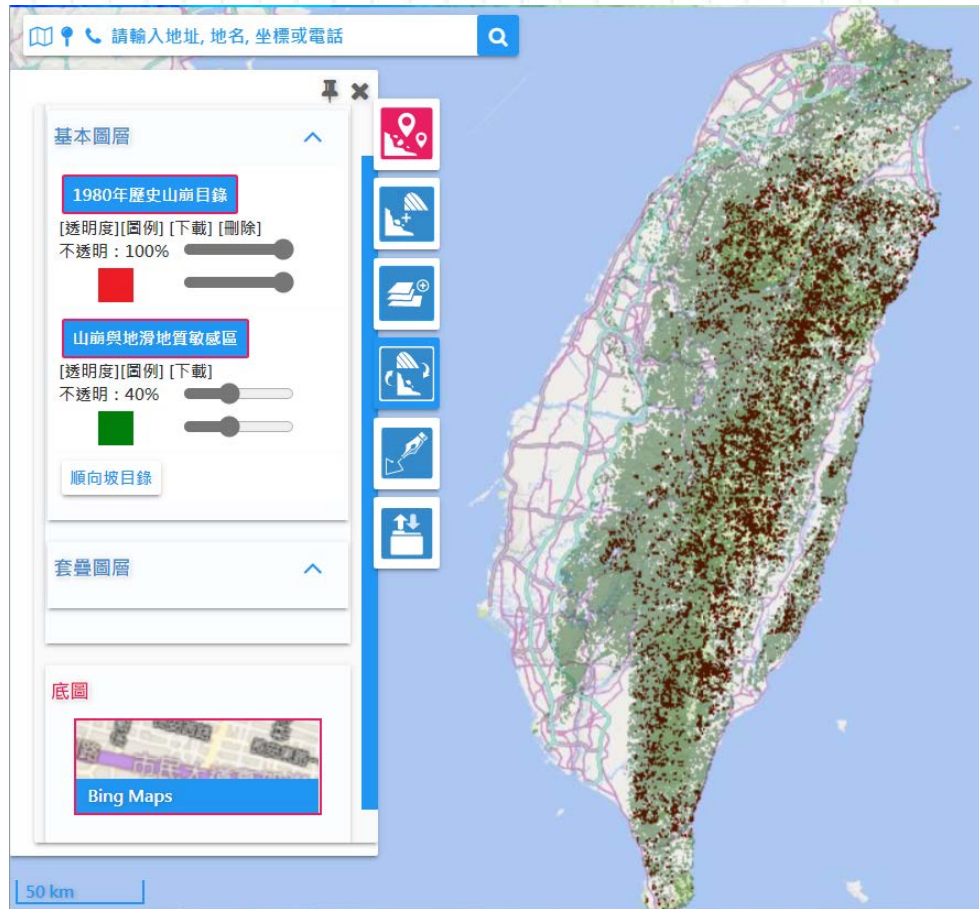 請輸入地址, 地名, 坐標或電話
基本圖層
1980年歷史山崩目錄
[透明度][圖例] [下載] [刪除]
不透明：100%
山崩與地滑地質敏感區
[透明度][圖例] [下載]
不透明：40%
順向坡目錄
套疊圖層
底圖
市民大道
Bing Maps
50 km